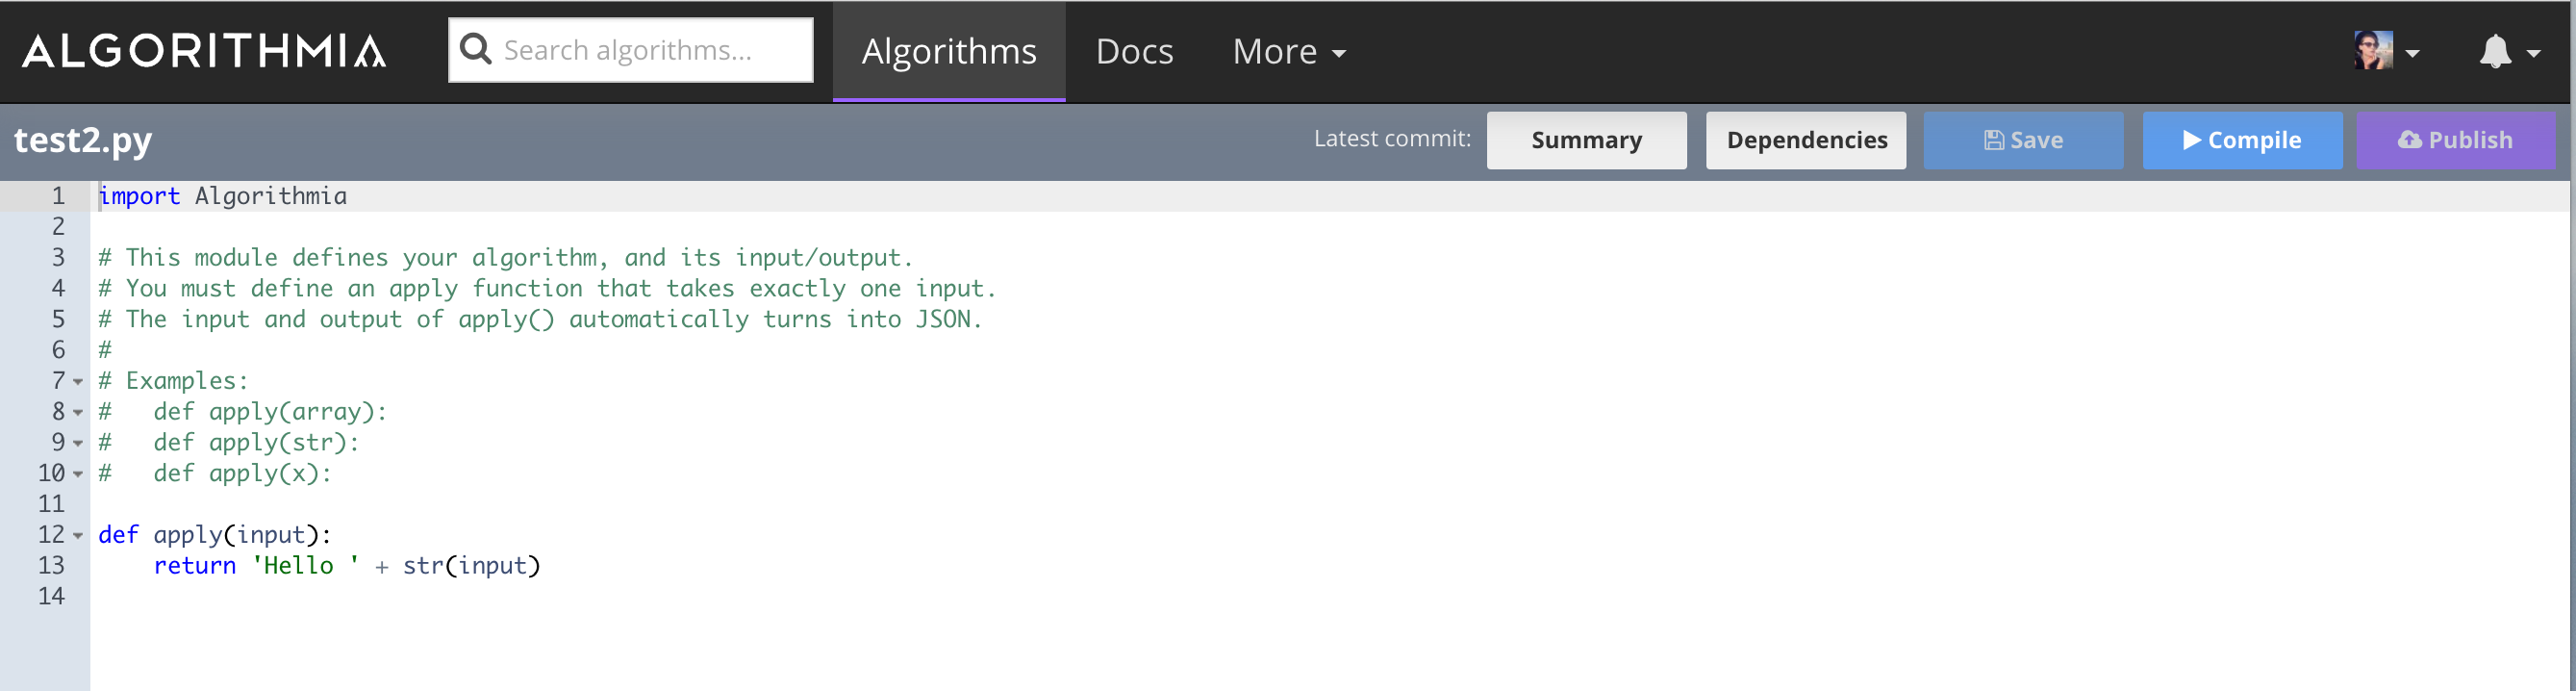 ALGORITHMIA Search algorithms... Algorithms Docs More
test2.py Latest commit: Summary Dependencies Save Compile Publish
1 import Algorithmia
2
3 # This module defines your algorithm, and its input/output.
4 # You must define an apply function that takes exactly one input.
5 # The input and output of apply() automatically turns into JSON.
6 #
7 # Examples:
8 #   def apply(array):
9 #   def apply(str):
10 #   def apply(x):
11
12 def apply(input):
13     return 'Hello ' + str(input)
14